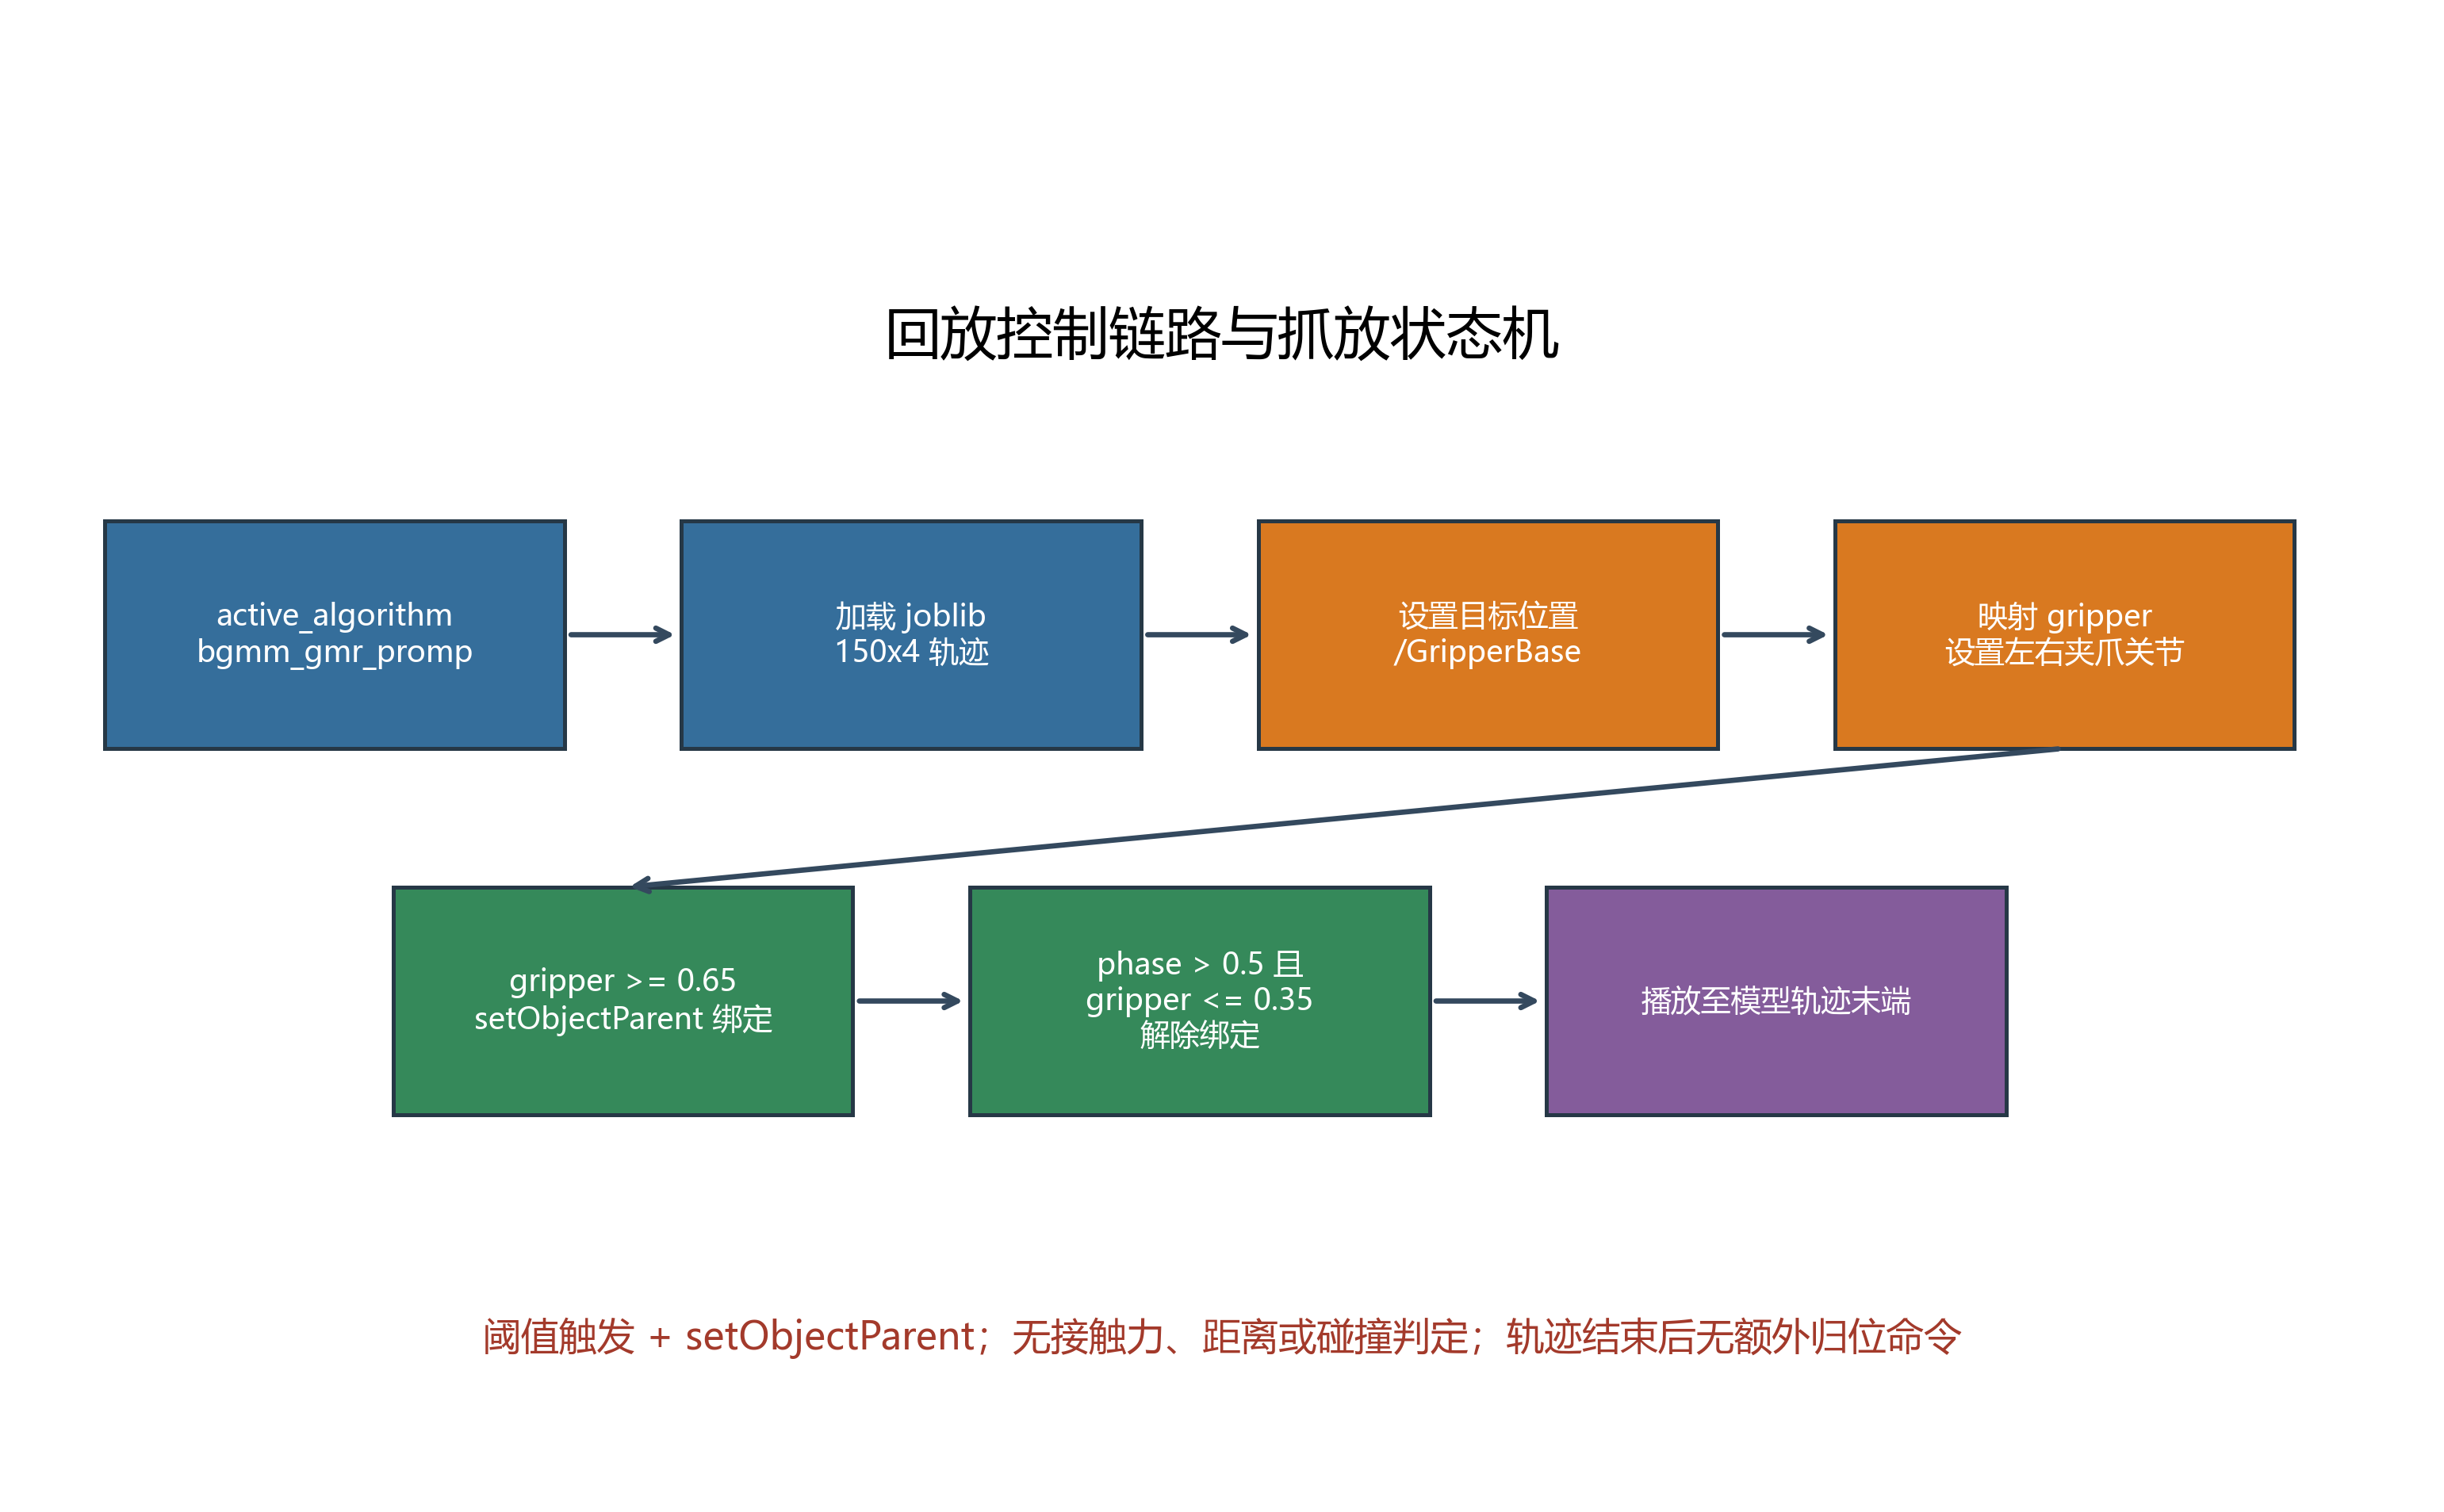 回放控制链路与抓放状态机
active_algorithm
bgmm_gmr_promp
加载 joblib
150x4 轨迹
设置目标位置
/GripperBase
映射 gripper
设置左右夹爪关节
gripper >= 0.65
setObjectParent 绑定
phase > 0.5 且
gripper <= 0.35
解除绑定
播放至模型轨迹末端
阈值触发 + setObjectParent；无接触力、距离或碰撞判定；轨迹结束后无额外归位命令